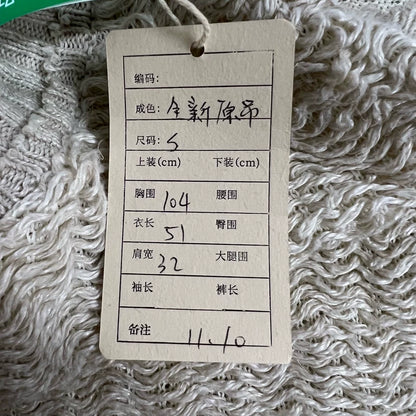 编码:
成色: 全新原吊
尺码: S
上装(cm) 下装(cm)
胸围 104 腰围
衣长 51 臀围
肩宽 32 大腿围
袖长 裤长
备注 11.10